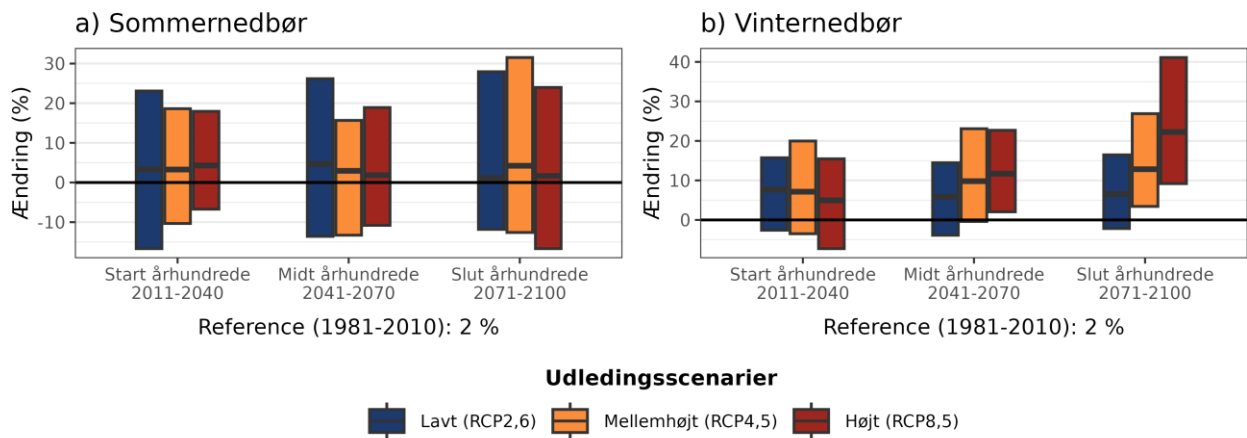 a) Sommernedbør
Ændring (%)
30
20
10
0
-10
Start århundrede
2011-2040
Midt århundrede
2041-2070
Slut århundrede
2071-2100
Reference (1981-2010): 2 %
b) Vinternedbør
Ændring (%)
40
30
20
10
0
Start århundrede
2011-2040
Midt århundrede
2041-2070
Slut århundrede
2071-2100
Reference (1981-2010): 2 %
Udledingsscenarier
Lavt (RCP2,6)
Mellemhøjt (RCP4,5)
Højt (RCP8,5)